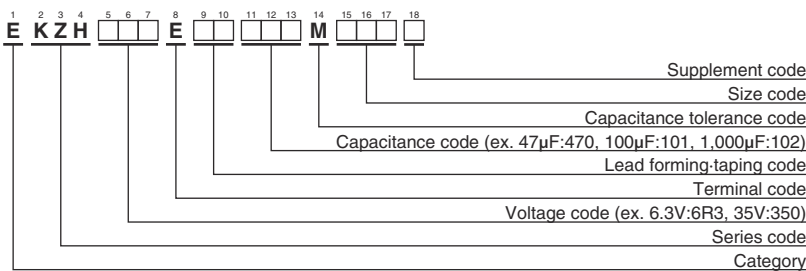 1 2 3 4 5 6 7 8 9 10 11 12 13 14 15 16 17 18
E K Z H E M
Supplement code
Size code
Capacitance tolerance code
Capacitance code (ex. 47µF:470, 100µF:101, 1,000µF:102)
Lead forming·taping code
Terminal code
Voltage code (ex. 6.3V:6R3, 35V:350)
Series code
Category